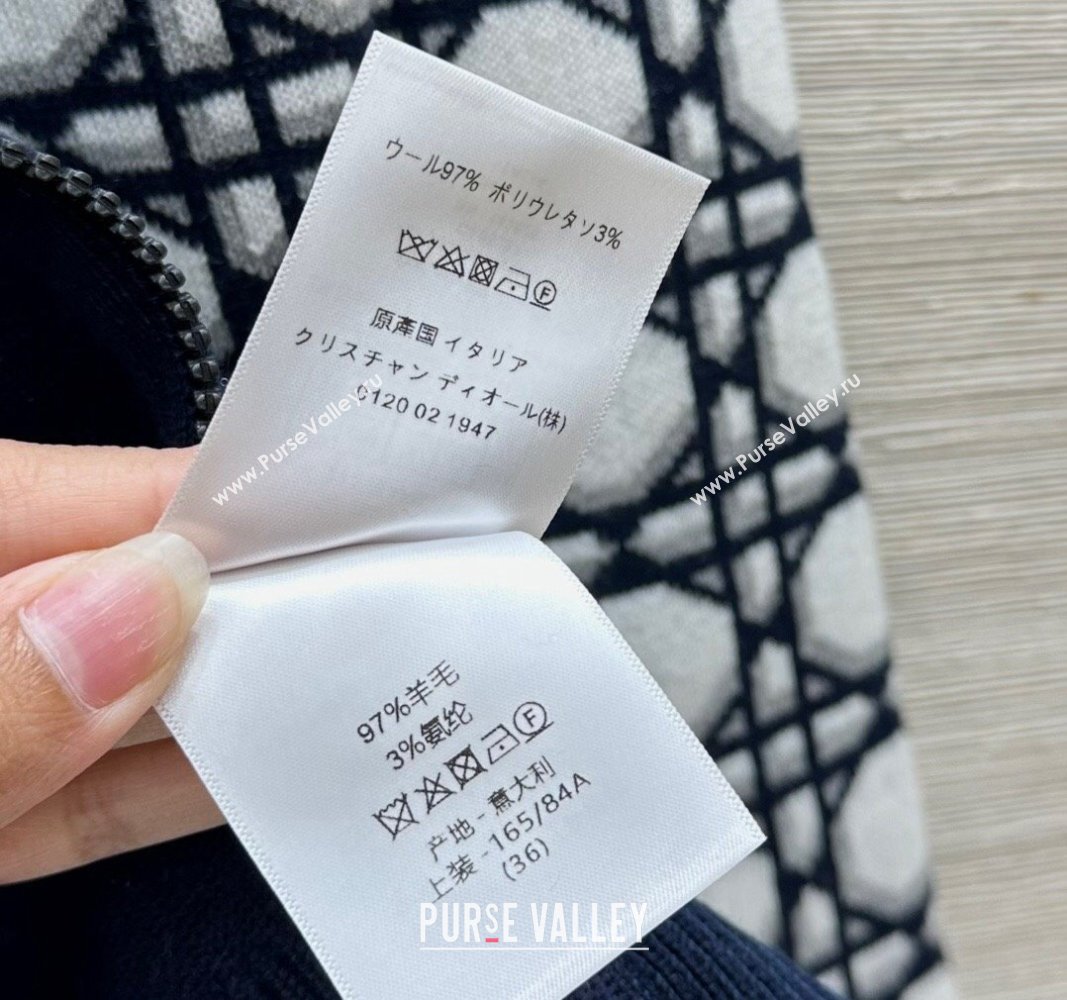 ウール97% ポリウレタソ3%
F
原產国 イタリア
クリスチャン ディオール(株)
0120 02 1947
www.PurseValley.ru
www.PurseValley.ru
97%羊毛
3%氨纶
F
产地 - 意大利
上装 - 165/84A
(36)
PURSE VALLEY